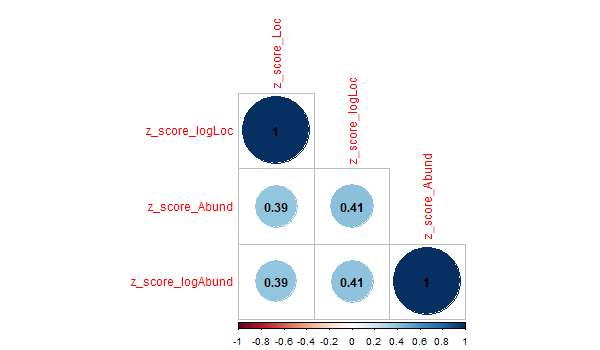 z_score_Loc
z_score_logLoc
z_score_Abund
z_score_logLoc
1
z_score_Abund
0.39
0.41
z_score_logAbund
0.39
0.41
1
-1 -0.8 -0.6 -0.4 -0.2 0 0.2 0.4 0.6 0.8 1